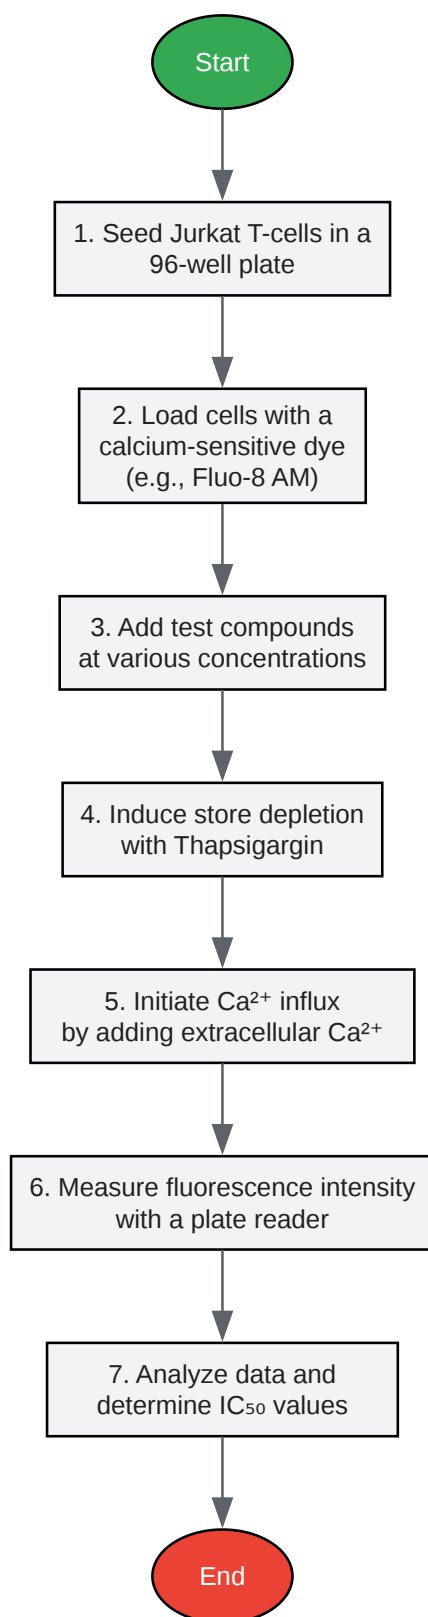 Start
1. Seed Jurkat T-cells in a
96-well plate
2. Load cells with a
calcium-sensitive dye
(e.g., Fluo-8 AM)
3. Add test compounds
at various concentrations
4. Induce store depletion
with Thapsigargin
5. Initiate Ca²⁺ influx
by adding extracellular Ca²⁺
6. Measure fluorescence intensity
with a plate reader
7. Analyze data and
determine IC₅₀ values
End